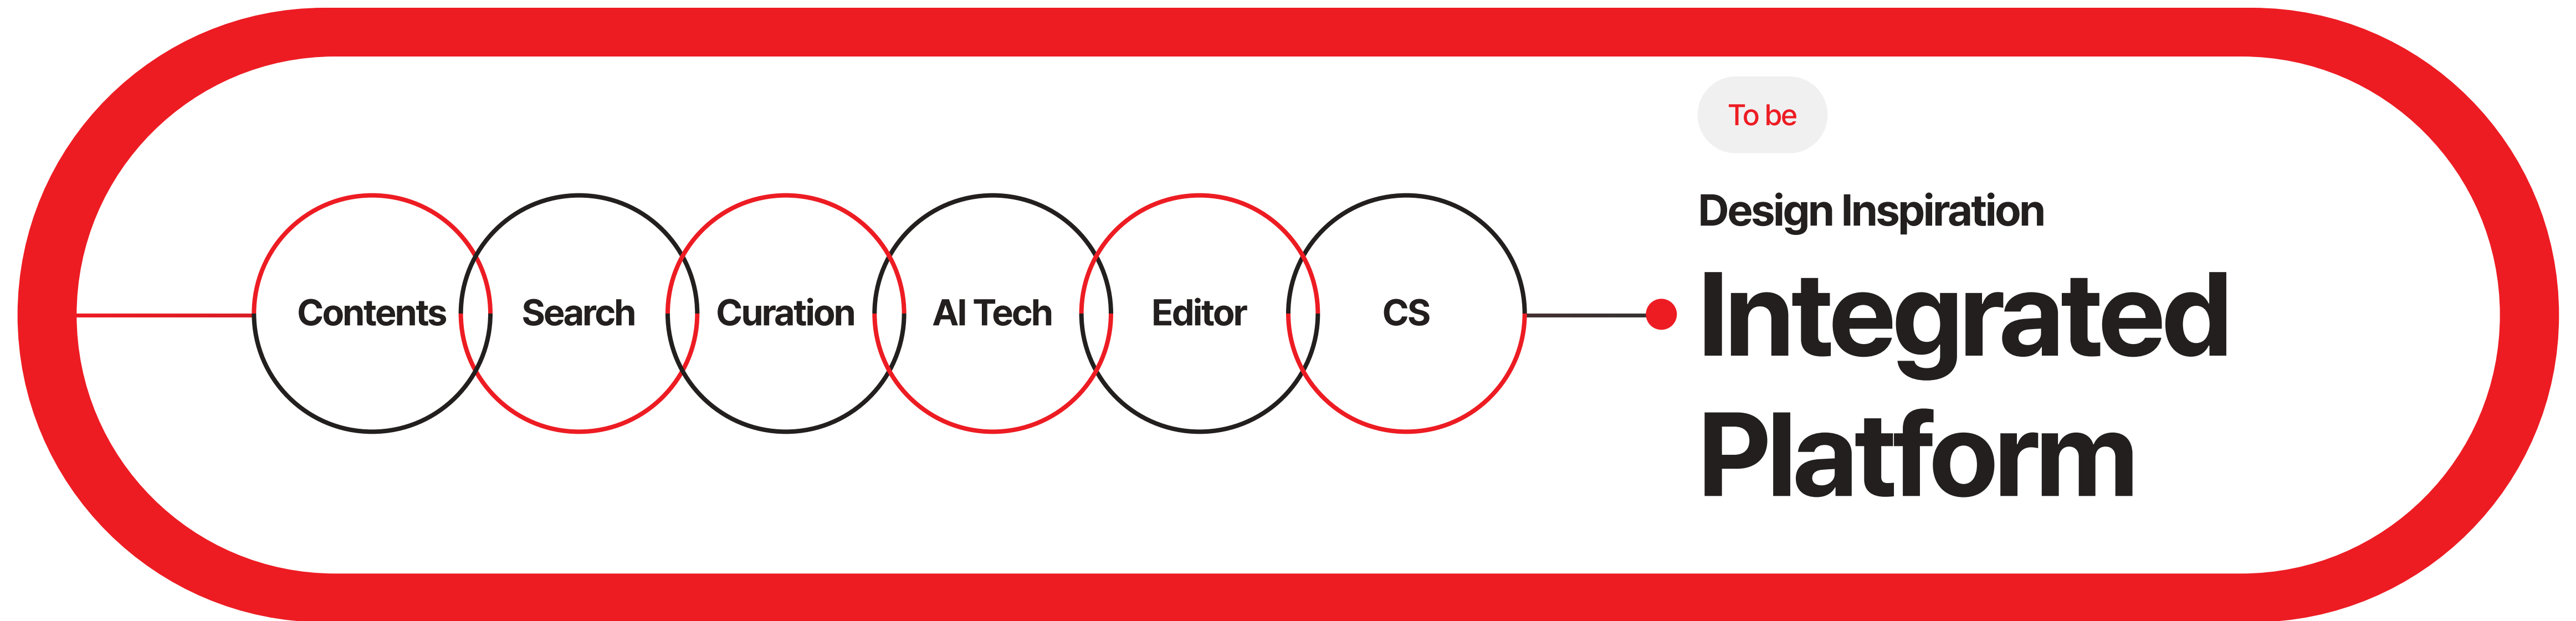 Contents
Search
Curation
AI Tech
Editor
CS
To be
Design Inspiration
Integrated
Platform